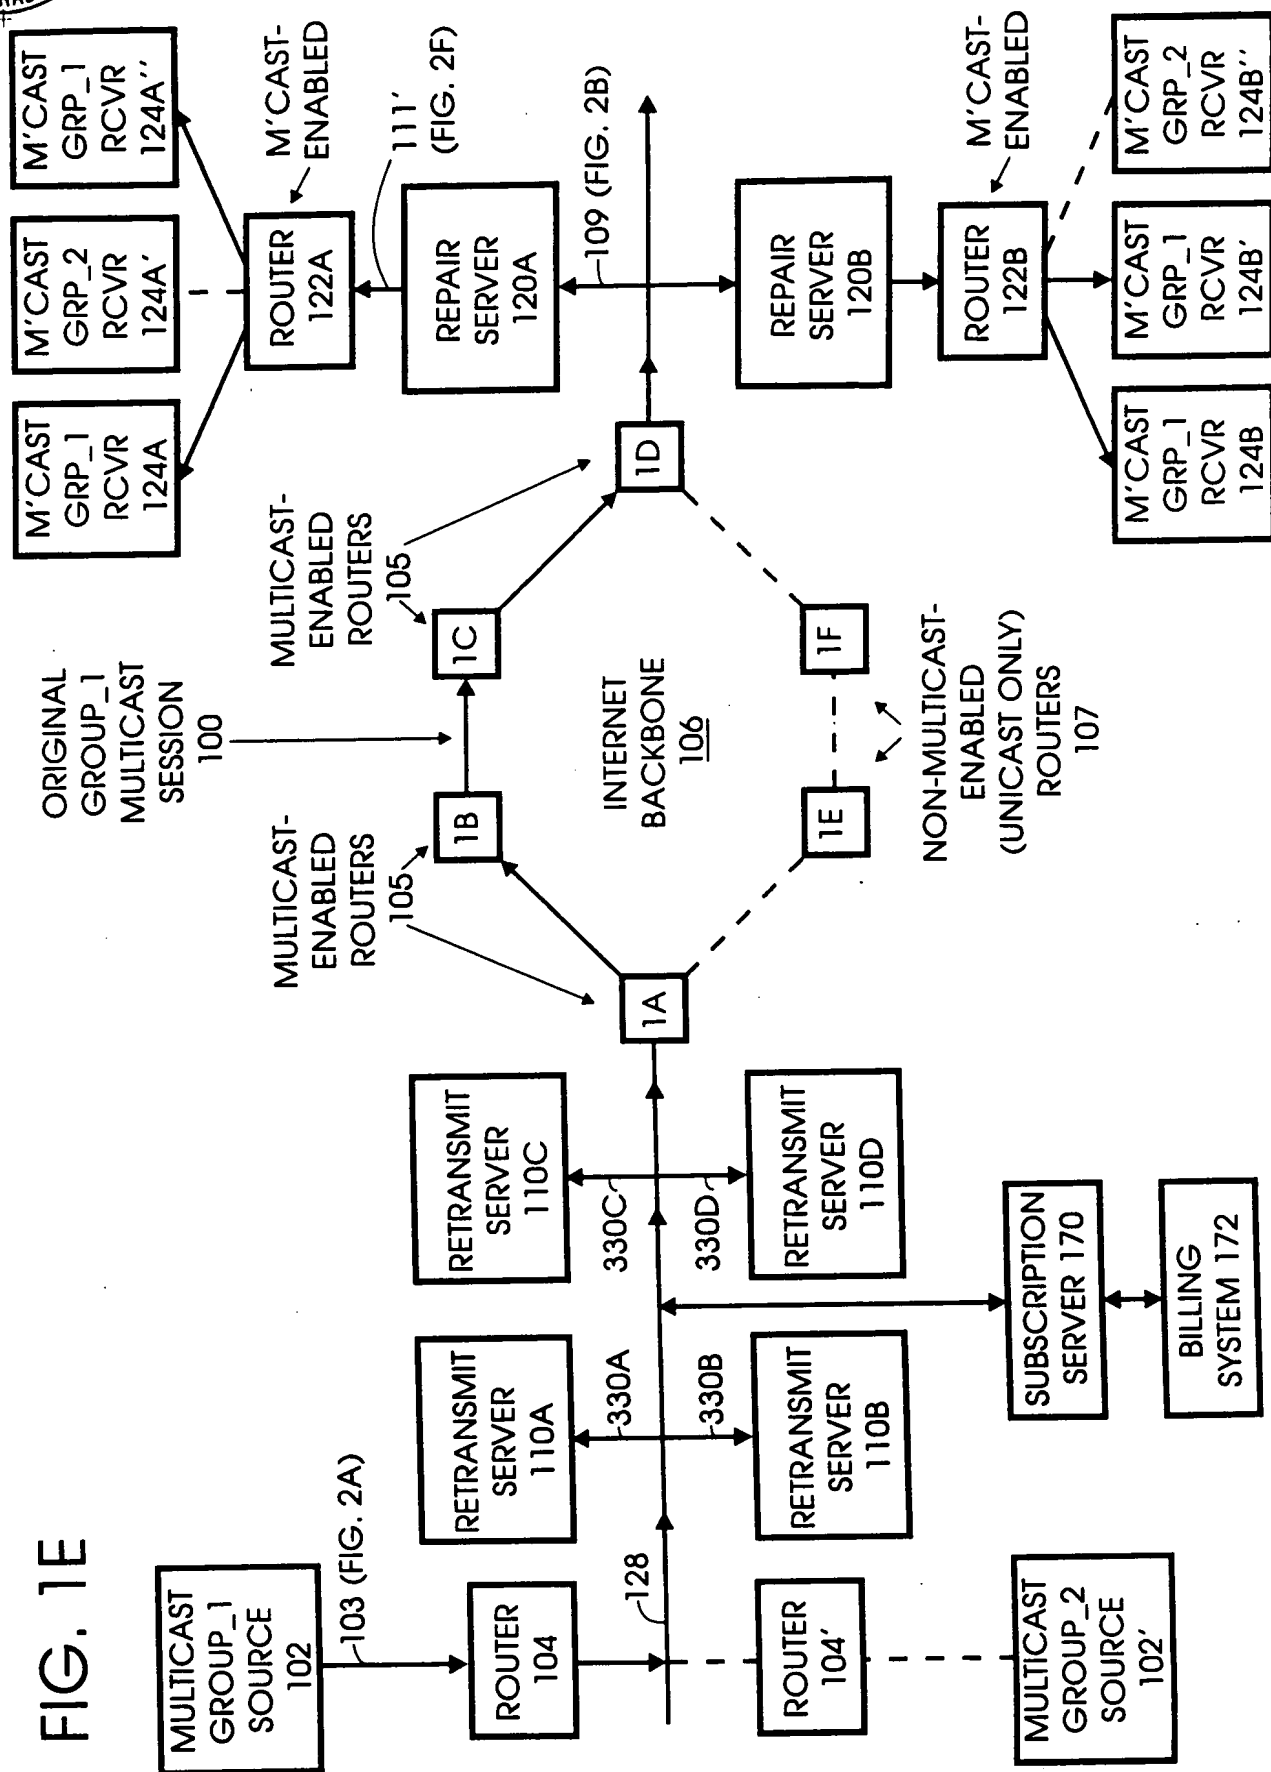 FIG. 1E
MULTICAST
GROUP_1
SOURCE
102
103 (FIG. 2A)
ROUTER
104
128
ROUTER
104'
MULTICAST
GROUP_2
SOURCE
102'
RETRANSMIT
SERVER
110A
330A
330B
RETRANSMIT
SERVER
110B
RETRANSMIT
SERVER
110C
330C
330D
RETRANSMIT
SERVER
110D
SUBSCRIPTION
SERVER 170
BILLING
SYSTEM 172
MULTICAST-
ENABLED
ROUTERS
105
1A
1B
ORIGINAL
GROUP_1
MULTICAST
SESSION
100
1C
INTERNET
BACKBONE
106
1E
1F
NON-MULTICAST-
ENABLED
(UNICAST ONLY)
ROUTERS
107
MULTICAST-
ENABLED
ROUTERS
105
1D
M'CAST
GRP_1
RCVR
124A
M'CAST
GRP_2
RCVR
124A'
M'CAST
GRP_1
RCVR
124A''
ROUTER
122A
M'CAST-
ENABLED
111'
(FIG. 2F)
REPAIR
SERVER
120A
109 (FIG. 2B)
REPAIR
SERVER
120B
ROUTER
122B
M'CAST-
ENABLED
M'CAST
GRP_1
RCVR
124B
M'CAST
GRP_1
RCVR
124B'
M'CAST
GRP_2
RCVR
124B''